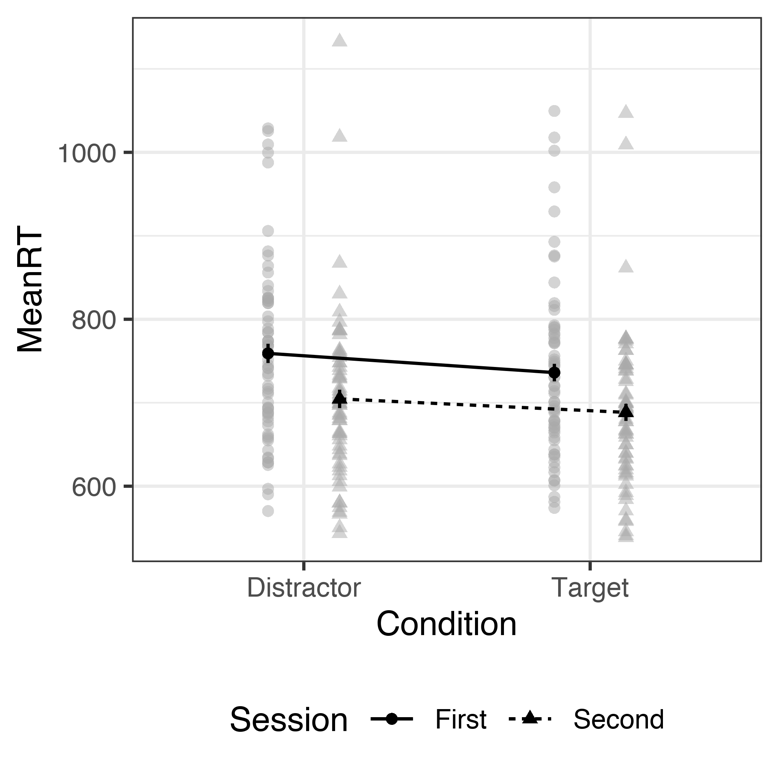 MeanRT
1000
800
600
Distractor Target
Condition
Session First Second